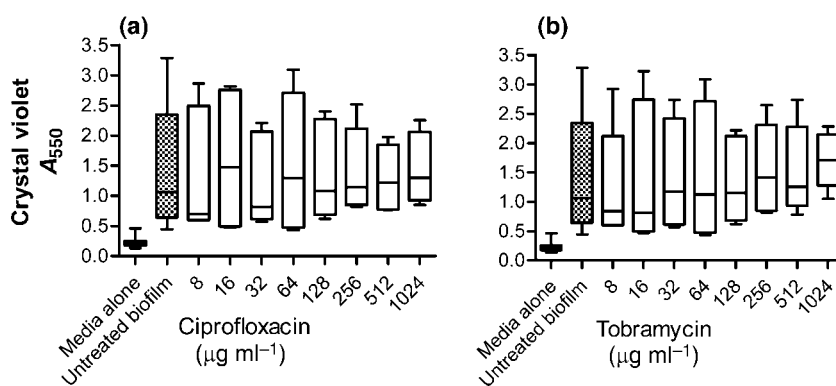 (a)
Crystal violet
A550
3.5
3.0
2.5
2.0
1.5
1.0
0.5
0.0
Media alone
Untreated biofilm
8
16
32
64
128
256
512
1024
Ciprofloxacin
(µg ml⁻¹)
(b)
3.5
3.0
2.5
2.0
1.5
1.0
0.5
0.0
Media alone
Untreated biofilm
8
16
32
64
128
256
512
1024
Tobramycin
(µg ml⁻¹)